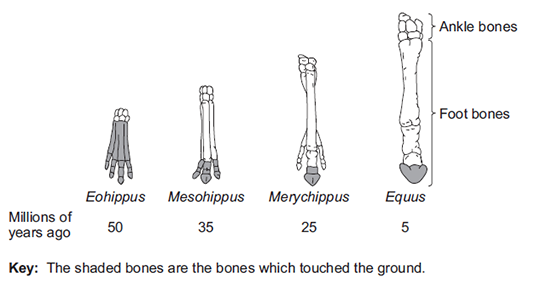 Ankle bones
Foot bones
Eohippus Mesohippus Merychippus Equus
Millions of
years ago 50 35 25 5
Key: The shaded bones are the bones which touched the ground.